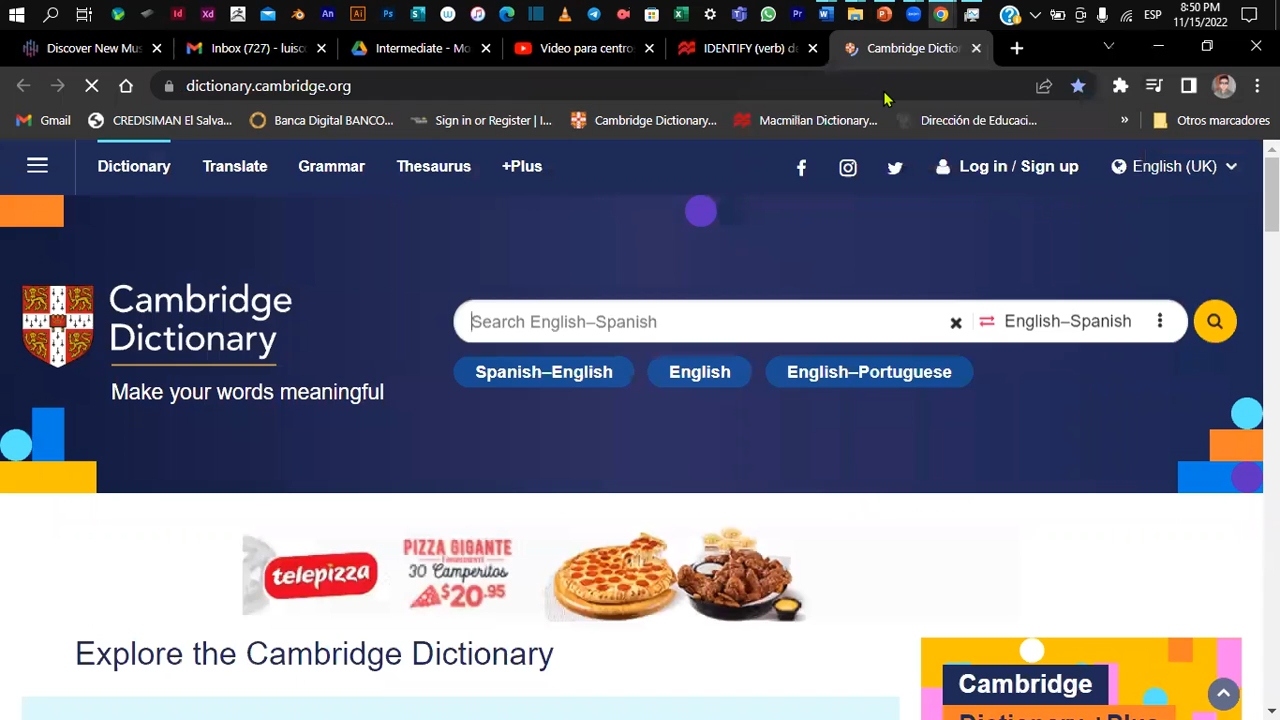 8:50 PM
ESP
11/15/2022
Discover New Mus
Inbox (727) - luiso
Intermediate - Mo
Video para centro
IDENTIFY (verb) de
Cambridge Dictio
dictionary.cambridge.org
Gmail
CREDISIMAN El Salva...
Banca Digital BANCO...
Sign in or Register | I...
Cambridge Dictionary...
Macmillan Dictionary...
Dirección de Educaci...
»
Otros marcadores
Dictionary
Translate
Grammar
Thesaurus
+Plus
Log in / Sign up
English (UK)
Cambridge
Dictionary
Make your words meaningful
Search English–Spanish
English–Spanish
Spanish–English
English
English–Portuguese
telepizza
PIZZA GIGANTE
30 Camperitos
$20.95
Explore the Cambridge Dictionary
Cambridge
Dictionary +Plus